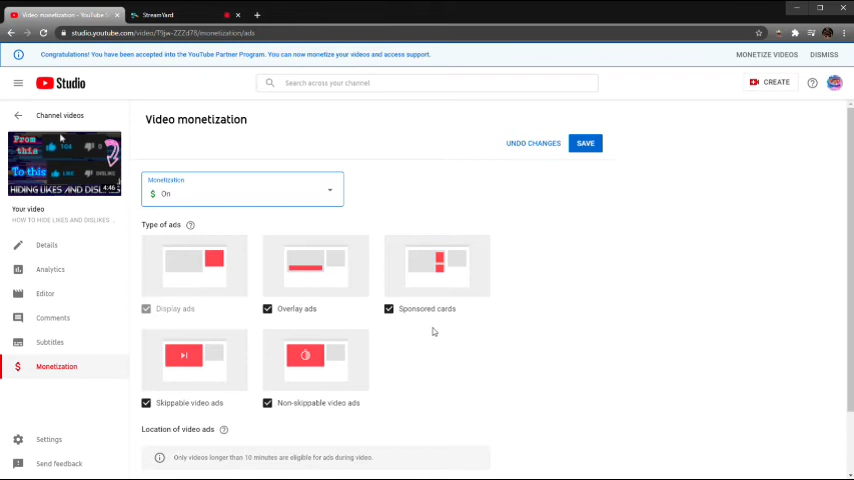 Video monetization - YouTube S
StreamYard
studio.youtube.com/video/T9jw-ZZZd78/monetization/ads
Congratulations! You have been accepted into the YouTube Partner Program. You can now monetize your videos and access support.
MONETIZE VIDEOS
DISMISS
Studio
Search across your channel
CREATE
Channel videos
Video monetization
UNDO CHANGES
SAVE
From this
104
0
To this
LIKE
DISLIKE
HIDING LIKES AND DISLIKES
4:46
Your video
HOW TO HIDE LIKES AND DISLIKES ...
Details
Analytics
Editor
Comments
Subtitles
Monetization
Settings
Send feedback
Monetization
On
Type of ads
Display ads
Overlay ads
Sponsored cards
Skippable video ads
Non-skippable video ads
Location of video ads
Only videos longer than 10 minutes are eligible for ads during video.